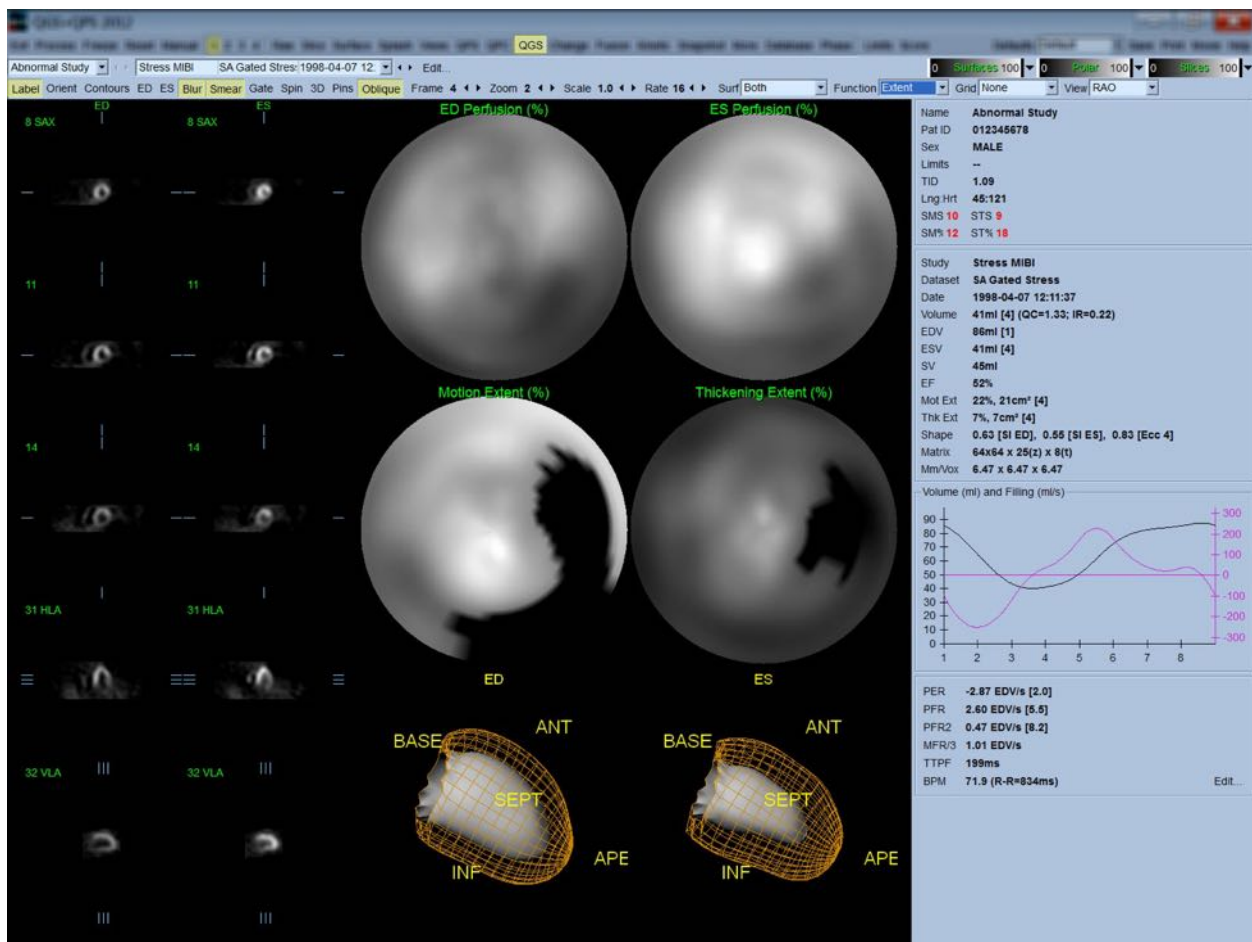 QGS+QPS 2012
QGS
Abnormal Study Stress MIBI SA Gated Stres: 1998-04-07 12: Edit...
0 Surfaces 100 0 Polar 100 0 Slices 100
Label Orient Contours ED ES Blur Smear Gate Spin 3D Pins Oblique Frame 4 Zoom 2 Scale 1.0 Rate 16 Surf Both Function Extent Grid None View RAO
ED ES
8 SAX 8 SAX
11 11
14 14
31 HLA 31 HLA
32 VLA 32 VLA
ED Perfusion (%) ES Perfusion (%)
Motion Extent (%) Thickening Extent (%)
ED ES
BASE ANT BASE ANT
SEPT SEPT
INF APE INF APE
Name Abnormal Study
Pat ID 012345678
Sex MALE
Limits --
TID 1.09
Lng:Hrt 45:121
SMS 10 STS 9
SM% 12 ST% 18
Study Stress MIBI
Dataset SA Gated Stress
Date 1998-04-07 12:11:37
Volume 41ml [4] (QC=1.33; IR=0.22)
EDV 86ml [1]
ESV 41ml [4]
SV 45ml
EF 52%
Mot Ext 22%, 21cm² [4]
Thk Ext 7%, 7cm² [4]
Shape 0.63 [SI ED], 0.55 [SI ES], 0.83 [Ecc 4]
Matrix 64x64 x 25(z) x 8(t)
Mm/Vox 6.47 x 6.47 x 6.47
Volume (ml) and Filling (ml/s)
90 80 70 60 50 40 30 20 10 0
300 200 100 0 -100 -200 -300
1 2 3 4 5 6 7 8
PER -2.87 EDV/s [2.0]
PFR 2.60 EDV/s [5.5]
PFR2 0.47 EDV/s [8.2]
MFR/3 1.01 EDV/s
TTPF 199ms
BPM 71.9 (R-R=834ms) Edit...